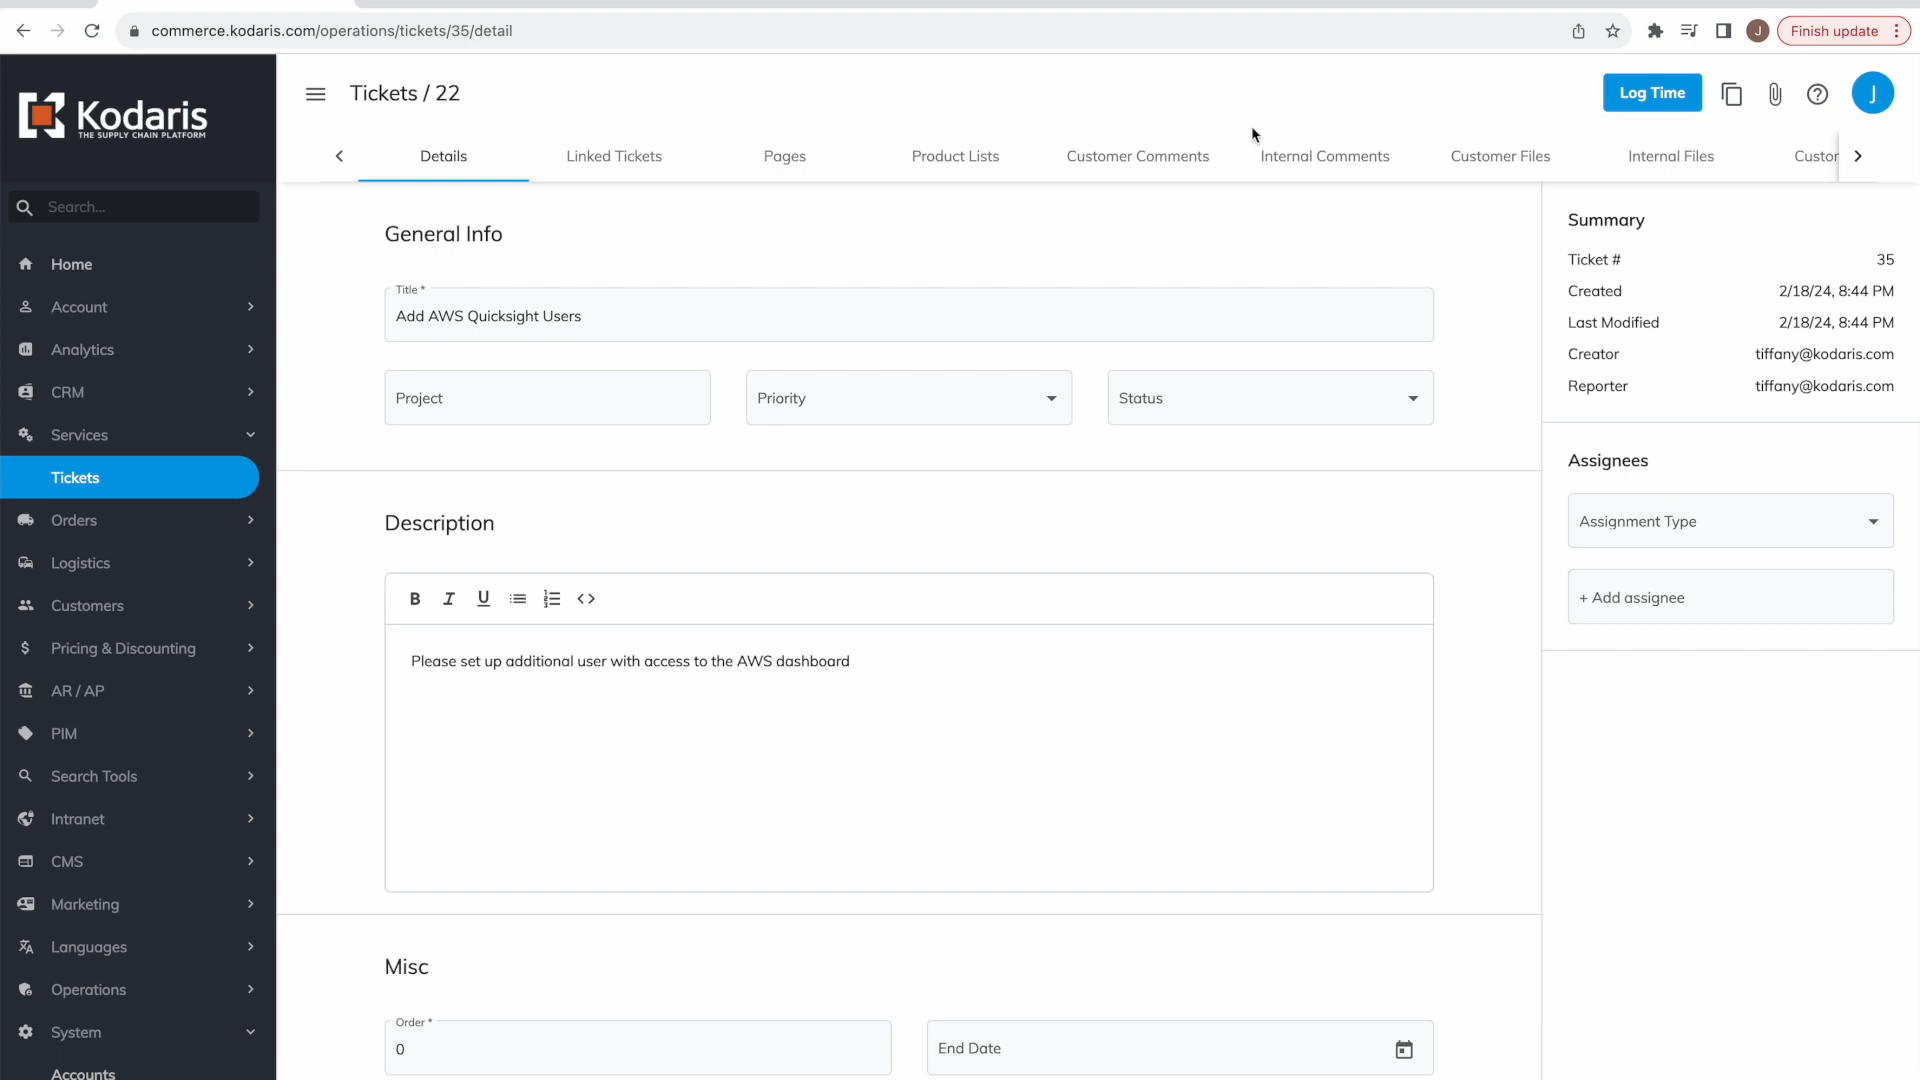 commerce.kodaris.com/operations/tickets/35/detail
J
Finish update
Kodaris
THE SUPPLY CHAIN PLATFORM
Tickets / 22
Log Time
J
Details
Linked Tickets
Pages
Product Lists
Customer Comments
Internal Comments
Customer Files
Internal Files
Custor
Search...
Home
Account
Analytics
CRM
Services
Tickets
Orders
Logistics
Customers
Pricing & Discounting
AR / AP
PIM
Search Tools
Intranet
CMS
Marketing
Languages
Operations
System
Accounts
General Info
Title *
Add AWS Quicksight Users
Project
Priority
Status
Description
B I U
Please set up additional user with access to the AWS dashboard
Misc
Order *
0
End Date
Summary
Ticket # 35
Created 2/18/24, 8:44 PM
Last Modified 2/18/24, 8:44 PM
Creator tiffany@kodaris.com
Reporter tiffany@kodaris.com
Assignees
Assignment Type
+ Add assignee